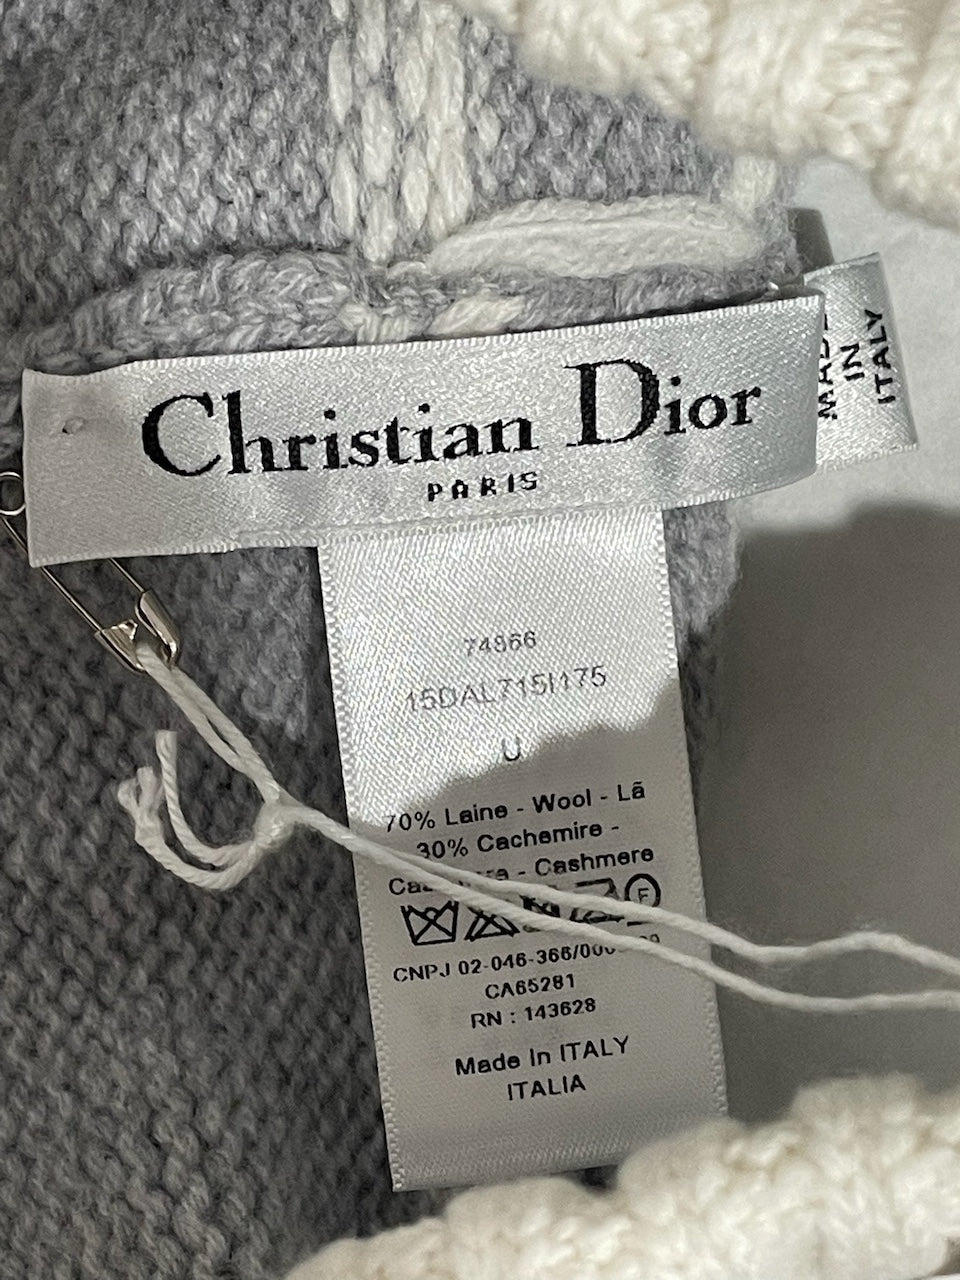 Christian Dior
PARIS
MADE
IN
ITALY
74866
15DAL715I175
U
70% Laine - Wool - Lã
30% Cachemire -
- Cashmere
F
CNPJ 02-046-366/000
CA65281
RN : 143628
Made In ITALY
ITALIA